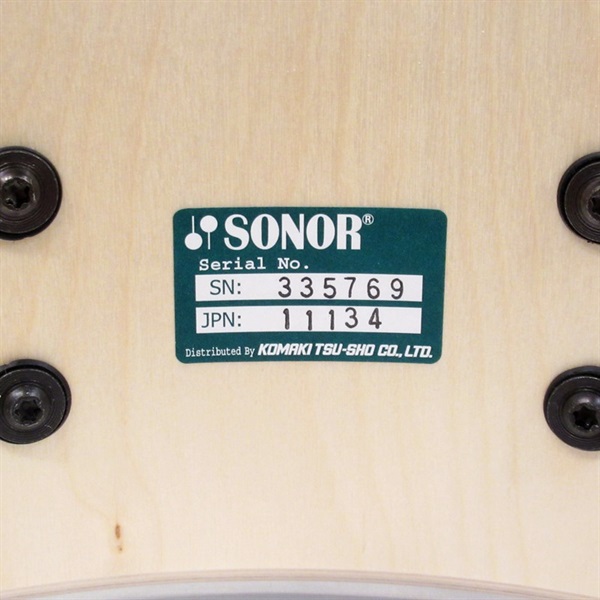 SONOR®
Serial No.
SN: 335769
JPN: 11134
Distributed By KOMAKI TSU-SHO CO., LTD.